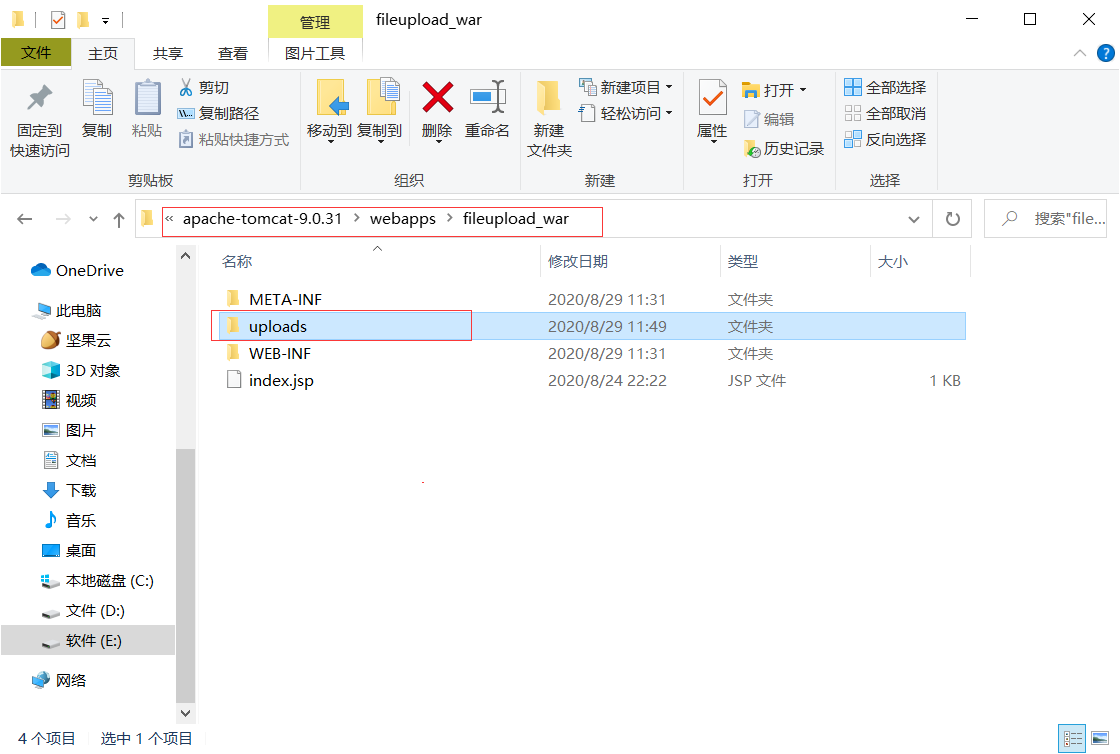 管理
fileupload_war
文件
主页
共享
查看
图片工具
固定到
快速访问
复制
粘贴
剪切
复制路径
粘贴快捷方式
剪贴板
移动到
复制到
删除
重命名
组织
新建
文件夹
新建项目
轻松访问
新建
属性
打开
编辑
历史记录
打开
全部选择
全部取消
反向选择
选择
« apache-tomcat-9.0.31 > webapps > fileupload_war
搜索"file...
OneDrive
此电脑
坚果云
3D 对象
视频
图片
文档
下载
音乐
桌面
本地磁盘 (C:)
文件 (D:)
软件 (E:)
网络
名称 修改日期 类型 大小
META-INF 2020/8/29 11:31 文件夹
uploads 2020/8/29 11:49 文件夹
WEB-INF 2020/8/29 11:31 文件夹
index.jsp 2020/8/24 22:22 JSP 文件 1 KB
4 个项目 选中 1 个项目